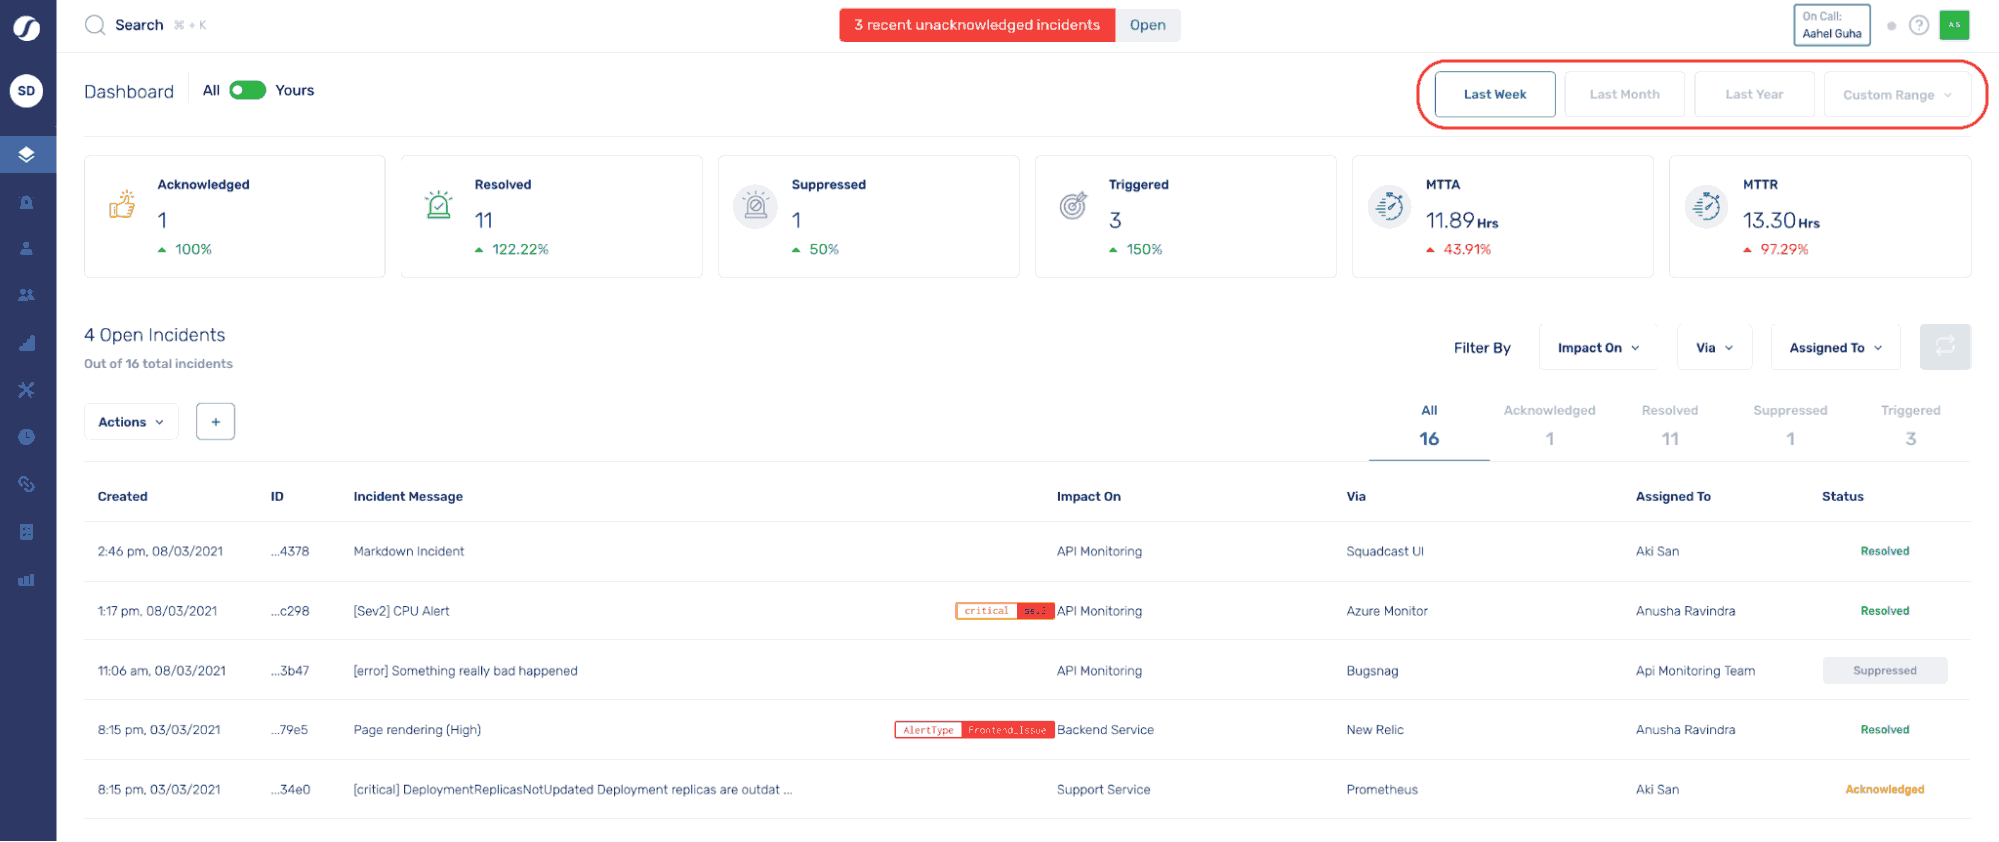 Search ⌘ + K
3 recent unacknowledged incidents Open
On Call:
Aahel Guha
?
AS
SD
Dashboard All Yours
Last Week Last Month Last Year Custom Range
Acknowledged
1
100%
Resolved
11
122.22%
Suppressed
1
50%
Triggered
3
150%
MTTA
11.89 Hrs
43.91%
MTTR
13.30 Hrs
97.29%
4 Open Incidents
Out of 16 total incidents
Filter By Impact On Via Assigned To
Actions +
All Acknowledged Resolved Suppressed Triggered
16 1 11 1 3
Created ID Incident Message Impact On Via Assigned To Status
2:46 pm, 08/03/2021 ...4378 Markdown Incident API Monitoring Squadcast UI Aki San Resolved
1:17 pm, 08/03/2021 ...c298 [Sev2] CPU Alert critical API Monitoring Azure Monitor Anusha Ravindra Resolved
11:06 am, 08/03/2021 ...3b47 [error] Something really bad happened API Monitoring Bugsnag Api Monitoring Team Suppressed
8:15 pm, 03/03/2021 ...79e5 Page rendering (High) AlertType Frontend_Issue Backend Service New Relic Anusha Ravindra Resolved
8:15 pm, 03/03/2021 ...34e0 [critical] DeploymentReplicasNotUpdated Deployment replicas are outdat ... Support Service Prometheus Aki San Acknowledged